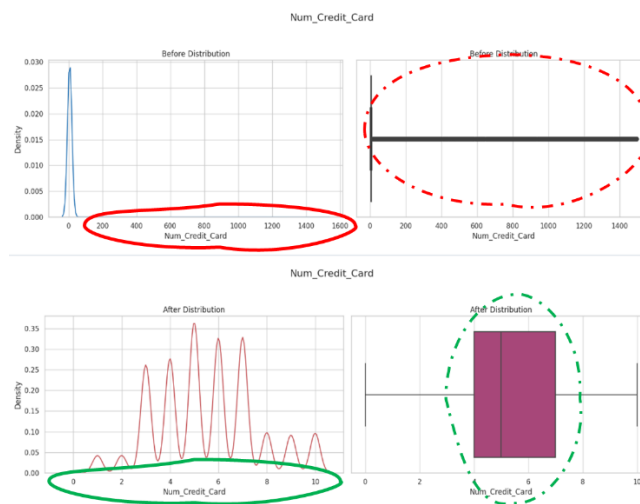 Num_Credit_Card
Before Distribution
0.030
0.025
0.020
0.015
0.010
0.005
0.000
Density
0 200 400 600 800 1000 1200 1400 1600
Num_Credit_Card
Before Distribution
0 200 400 600 800 1000 1200 1400
Num_Credit_Card
Num_Credit_Card
After Distribution
0.35
0.30
0.25
0.20
0.15
0.10
0.05
0.00
Density
0 2 4 6 8 10
Num_Credit_Card
After Distribution
0 2 4 6 8 10
Num_Credit_Card